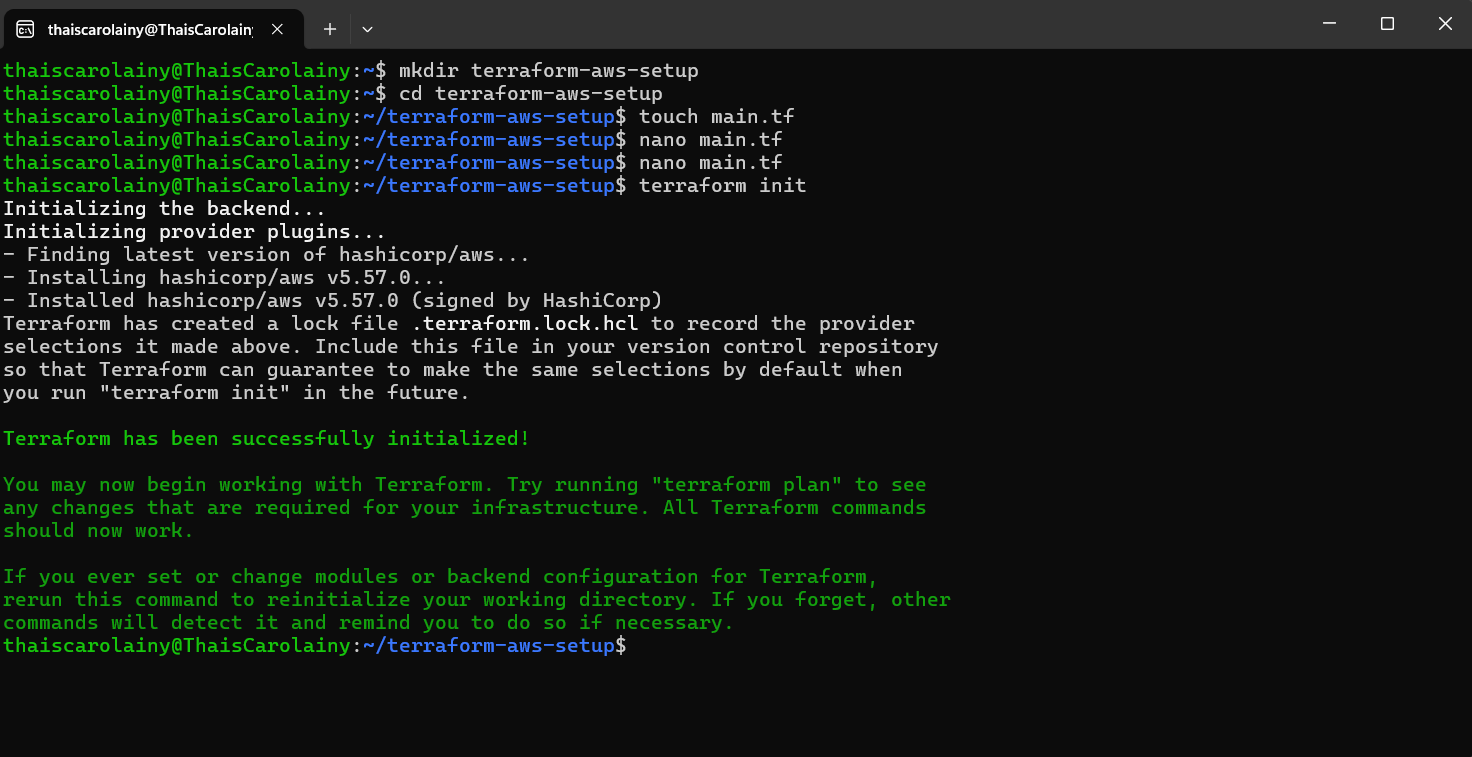 thaiscarolainy@ThaisCarolainy
thaiscarolainy@ThaisCarolainy:~$ mkdir terraform-aws-setup
thaiscarolainy@ThaisCarolainy:~$ cd terraform-aws-setup
thaiscarolainy@ThaisCarolainy:~/terraform-aws-setup$ touch main.tf
thaiscarolainy@ThaisCarolainy:~/terraform-aws-setup$ nano main.tf
thaiscarolainy@ThaisCarolainy:~/terraform-aws-setup$ nano main.tf
thaiscarolainy@ThaisCarolainy:~/terraform-aws-setup$ terraform init
Initializing the backend...
Initializing provider plugins...
- Finding latest version of hashicorp/aws...
- Installing hashicorp/aws v5.57.0...
- Installed hashicorp/aws v5.57.0 (signed by HashiCorp)
Terraform has created a lock file .terraform.lock.hcl to record the provider
selections it made above. Include this file in your version control repository
so that Terraform can guarantee to make the same selections by default when
you run "terraform init" in the future.

Terraform has been successfully initialized!

You may now begin working with Terraform. Try running "terraform plan" to see
any changes that are required for your infrastructure. All Terraform commands
should now work.

If you ever set or change modules or backend configuration for Terraform,
rerun this command to reinitialize your working directory. If you forget, other
commands will detect it and remind you to do so if necessary.
thaiscarolainy@ThaisCarolainy:~/terraform-aws-setup$